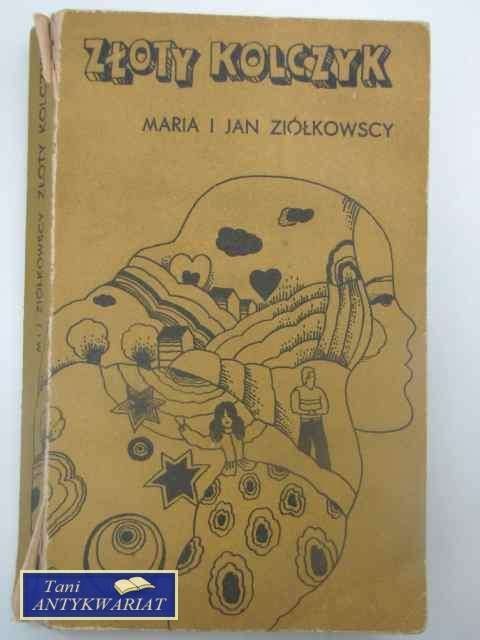 ZŁOTY KOLCZYK
MARIA I JAN ZIÓŁKOWSCY
M I J ZIÓŁKOWSCY ZŁOTY KOLCZYK
Tani
ANTYKWARIAT